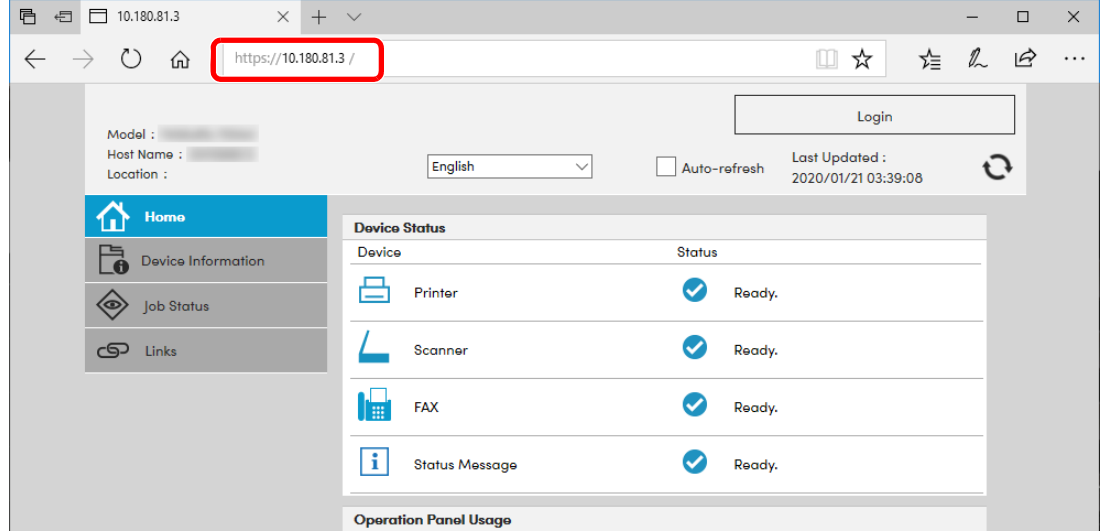 10.180.81.3
https://10.180.81.3 /
Login
Model :
Host Name :
Location :
English
Auto-refresh
Last Updated :
2020/01/21 03:39:08
Home
Device Information
Job Status
Links
Device Status
Device Status
Printer Ready.
Scanner Ready.
FAX Ready.
Status Message Ready.
Operation Panel Usage